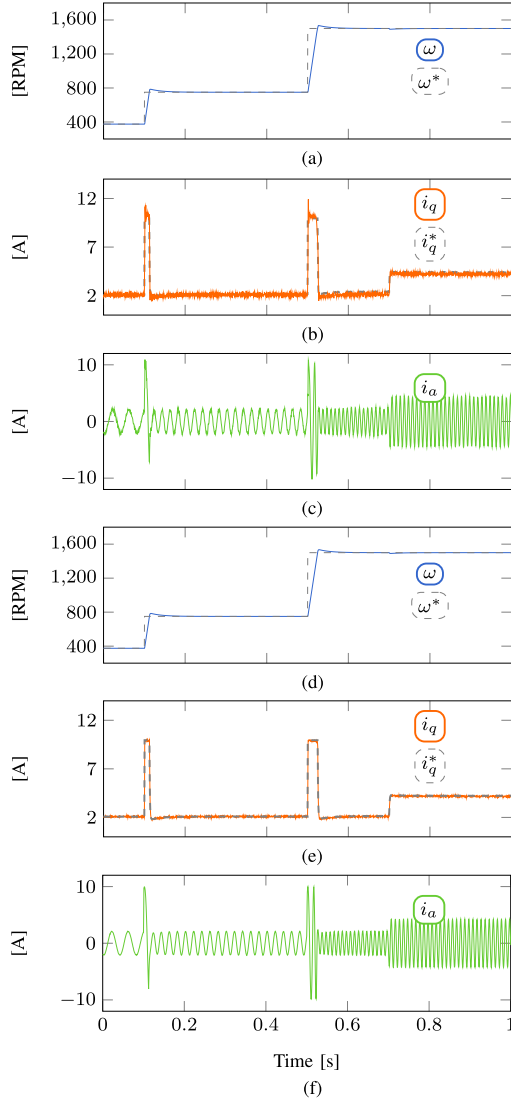 1,600
800
400
[RPM]
ω
ω*
(a)
12
7
2
[A]
i_q
i_q^*
(b)
10
0
−10
[A]
i_a
(c)
1,600
1,200
800
400
[RPM]
ω
ω*
(d)
12
7
2
[A]
i_q
i_q^*
(e)
10
0
−10
[A]
i_a
0 0.2 0.4 0.6 0.8 1
Time [s]
(f)